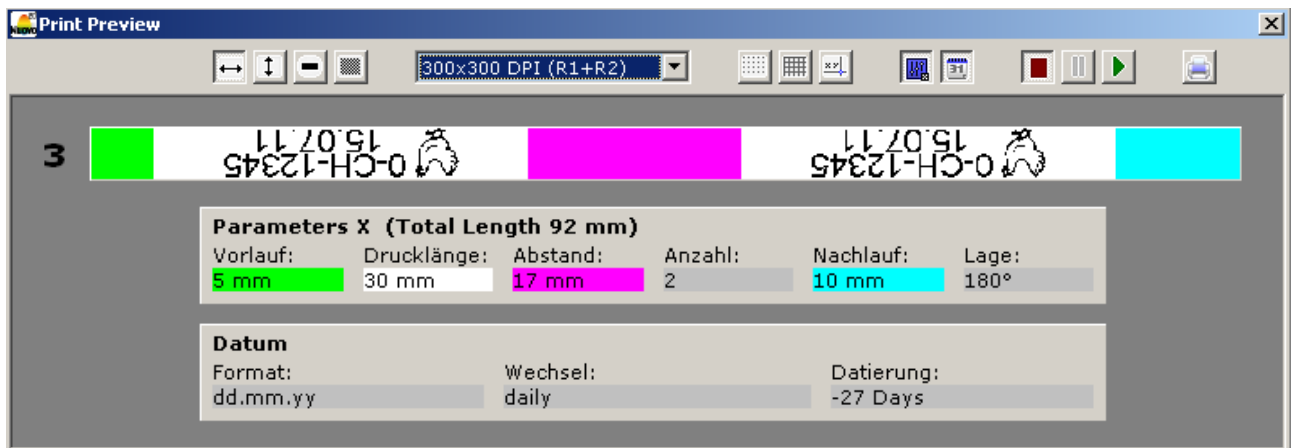 NUOVO Print Preview
300x300 DPI (R1+R2)
31
3
0-CH-12345 0-CH-12345
15.07.11 15.07.11
Parameters X (Total Length 92 mm)
Vorlauf: Drucklänge: Abstand: Anzahl: Nachlauf: Lage:
5 mm 30 mm 17 mm 2 10 mm 180°
Datum
Format: Wechsel: Datierung:
dd.mm.yy daily -27 Days